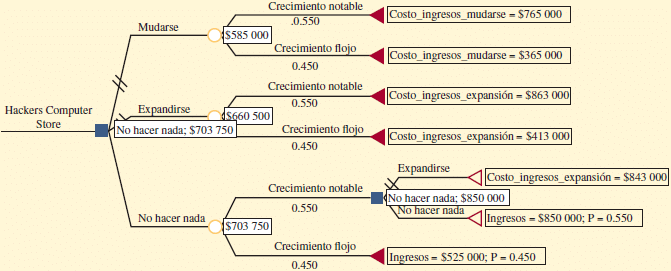 Crecimiento notable
.0.550
Costo_ingresos_mudarse = $765 000
Mudarse
$585 000
Crecimiento flojo
0.450
Costo_ingresos_mudarse = $365 000
Hackers Computer
Store
Crecimiento notable
0.550
Costo_ingresos_expansión = $863 000
Expandirse
$660 500
No hacer nada; $703 750
Crecimiento flojo
0.450
Costo_ingresos_expansión = $413 000
Expandirse
Costo_ingresos_expansión = $843 000
Crecimiento notable
0.550
No hacer nada; $850 000
No hacer nada
Ingresos = $850 000; P = 0.550
No hacer nada
$703 750
Crecimiento flojo
0.450
Ingresos = $525 000; P = 0.450